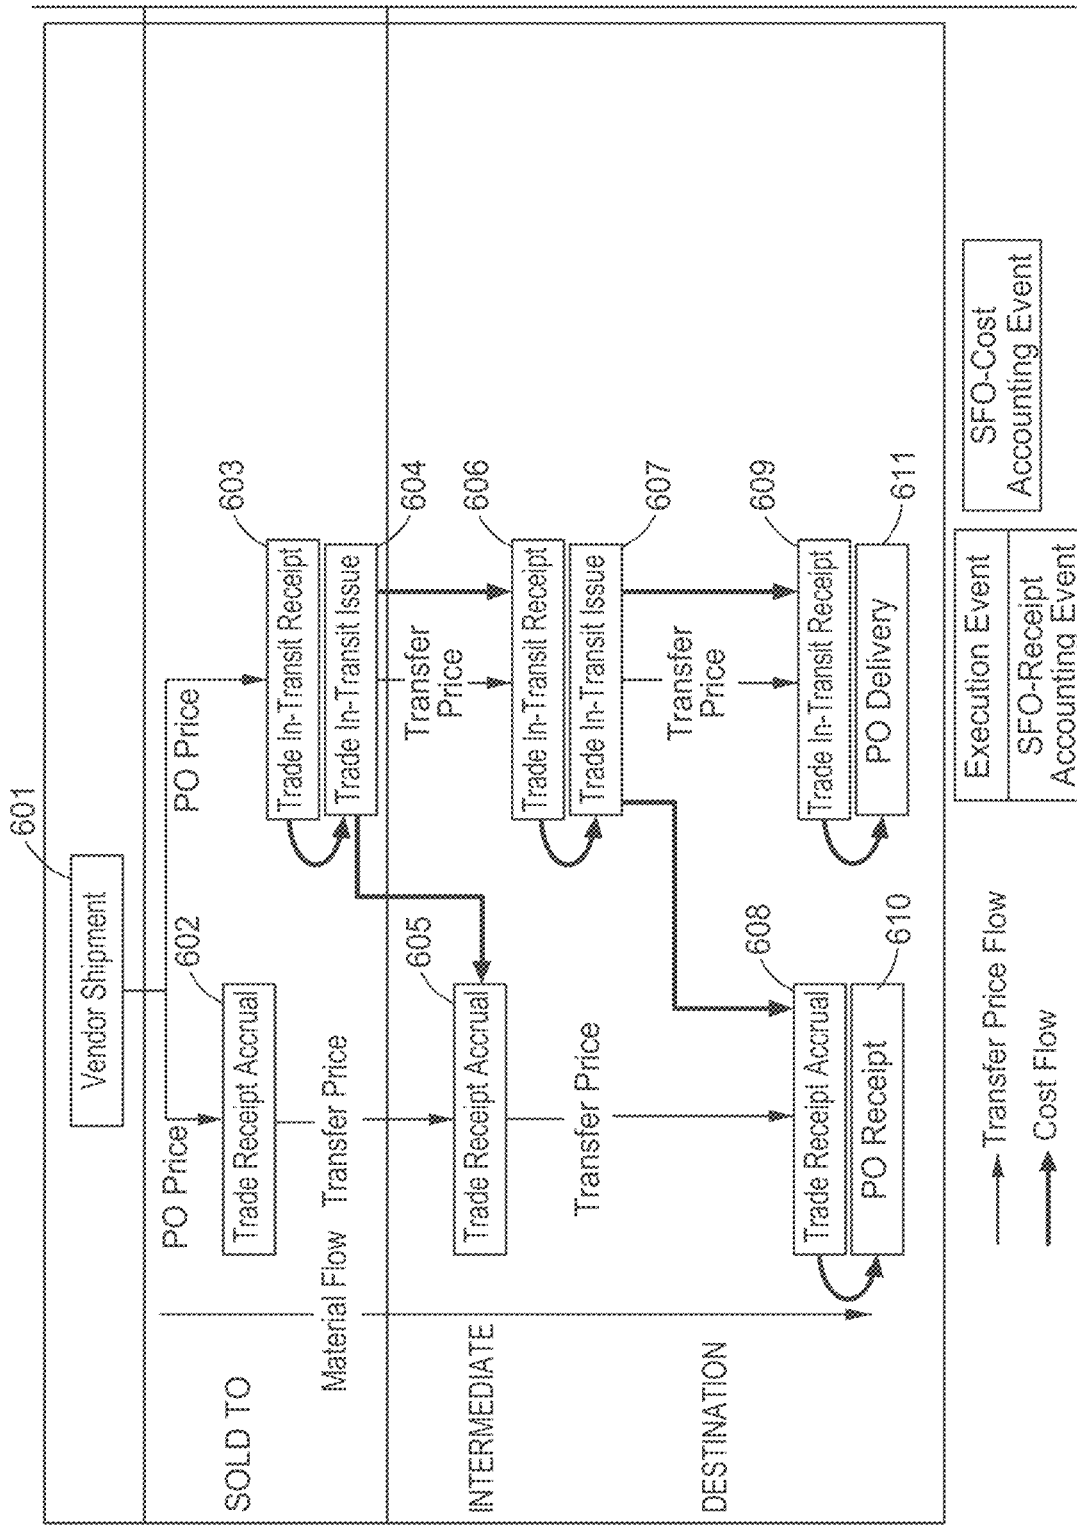 601
Vendor Shipment
PO Price
PO Price
SOLD TO
602
Trade Receipt Accrual
603
Trade In-Transit Receipt
Trade In-Transit Issue
604
Material Flow
Transfer Price
Transfer
Price
INTERMEDIATE
605
Trade Receipt Accrual
606
Trade In-Transit Receipt
Trade In-Transit Issue
607
Transfer Price
Transfer
Price
DESTINATION
608
Trade Receipt Accrual
PO Receipt
610
609
Trade In-Transit Receipt
PO Delivery
611
Transfer Price Flow
Cost Flow
Execution Event
SFO-Receipt
Accounting Event
SFO-Cost
Accounting Event